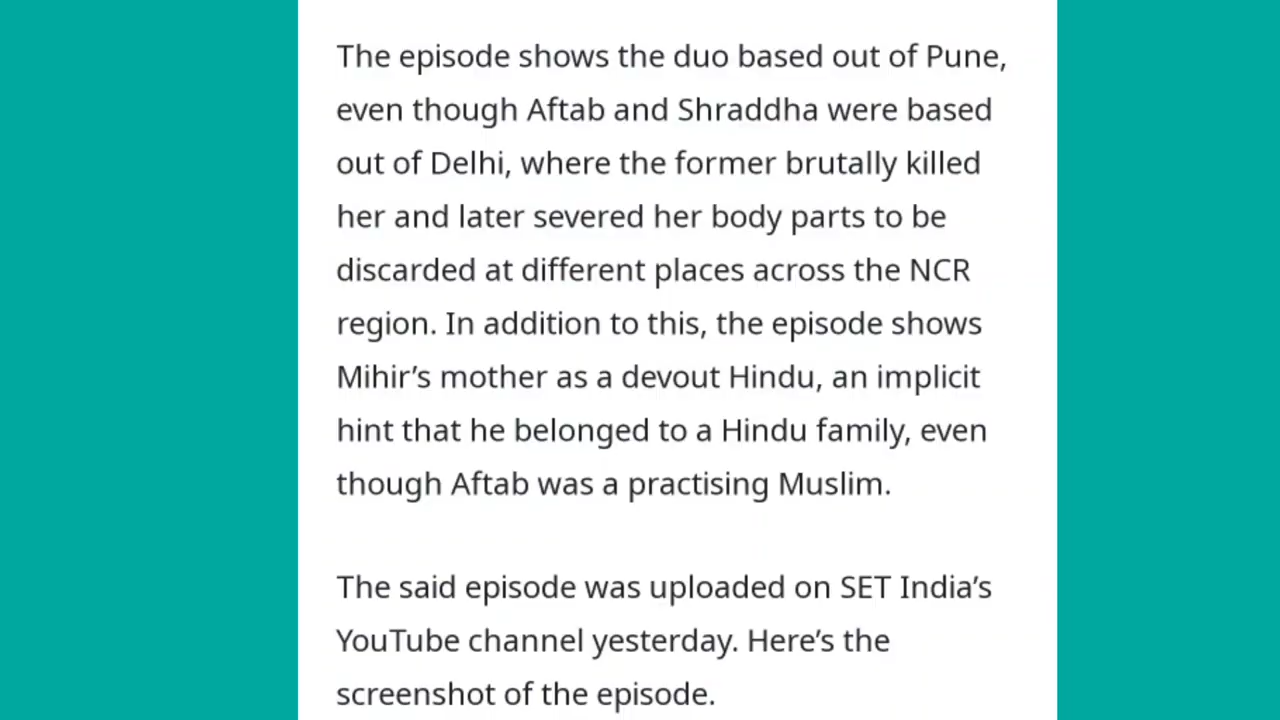 The episode shows the duo based out of Pune,
even though Aftab and Shraddha were based
out of Delhi, where the former brutally killed
her and later severed her body parts to be
discarded at different places across the NCR
region. In addition to this, the episode shows
Mihir’s mother as a devout Hindu, an implicit
hint that he belonged to a Hindu family, even
though Aftab was a practising Muslim.
The said episode was uploaded on SET India’s
YouTube channel yesterday. Here’s the
screenshot of the episode.